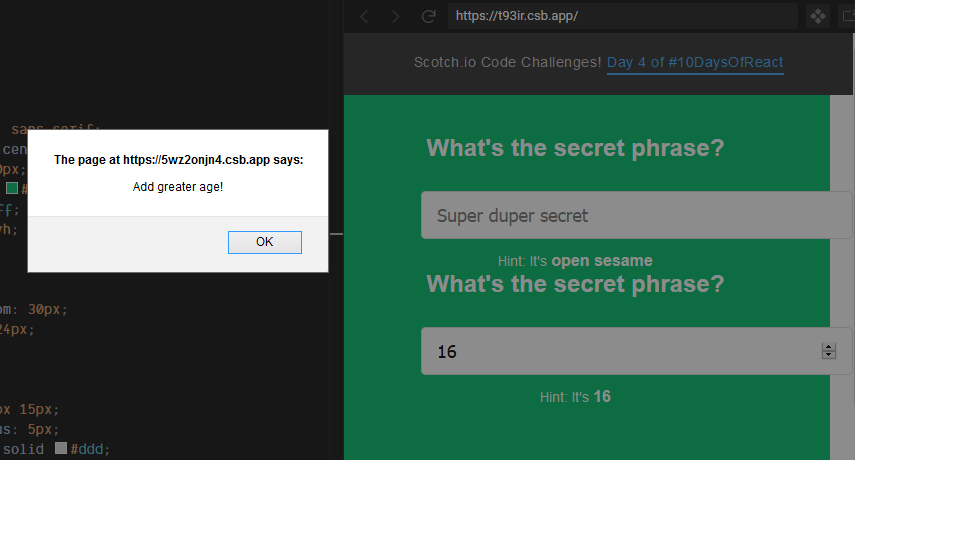 https://t93ir.csb.app/
Scotch.io Code Challenges! Day 4 of #10DaysOfReact
sans-serif;
cen
0px;
#
ff;
vh;
The page at https://5wz2onjn4.csb.app says:
Add greater age!
OK
om: 30px;
24px;
px 15px;
us: 5px;
solid #ddd;
What's the secret phrase?
Super duper secret
Hint: It's open sesame
What's the secret phrase?
16
Hint: It's 16